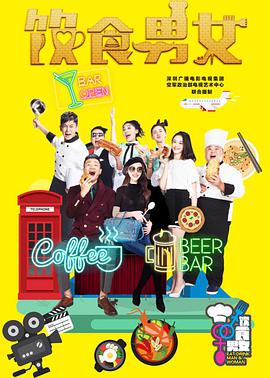 饮食男女
深圳广播电影电视集团
空军政治部电视艺术中心
联合摄制
BAR
OPEN
TELEPHONE
Coffee
BEER
BAR
饮食男女
EAT DRINK
MAN &
WOMAN